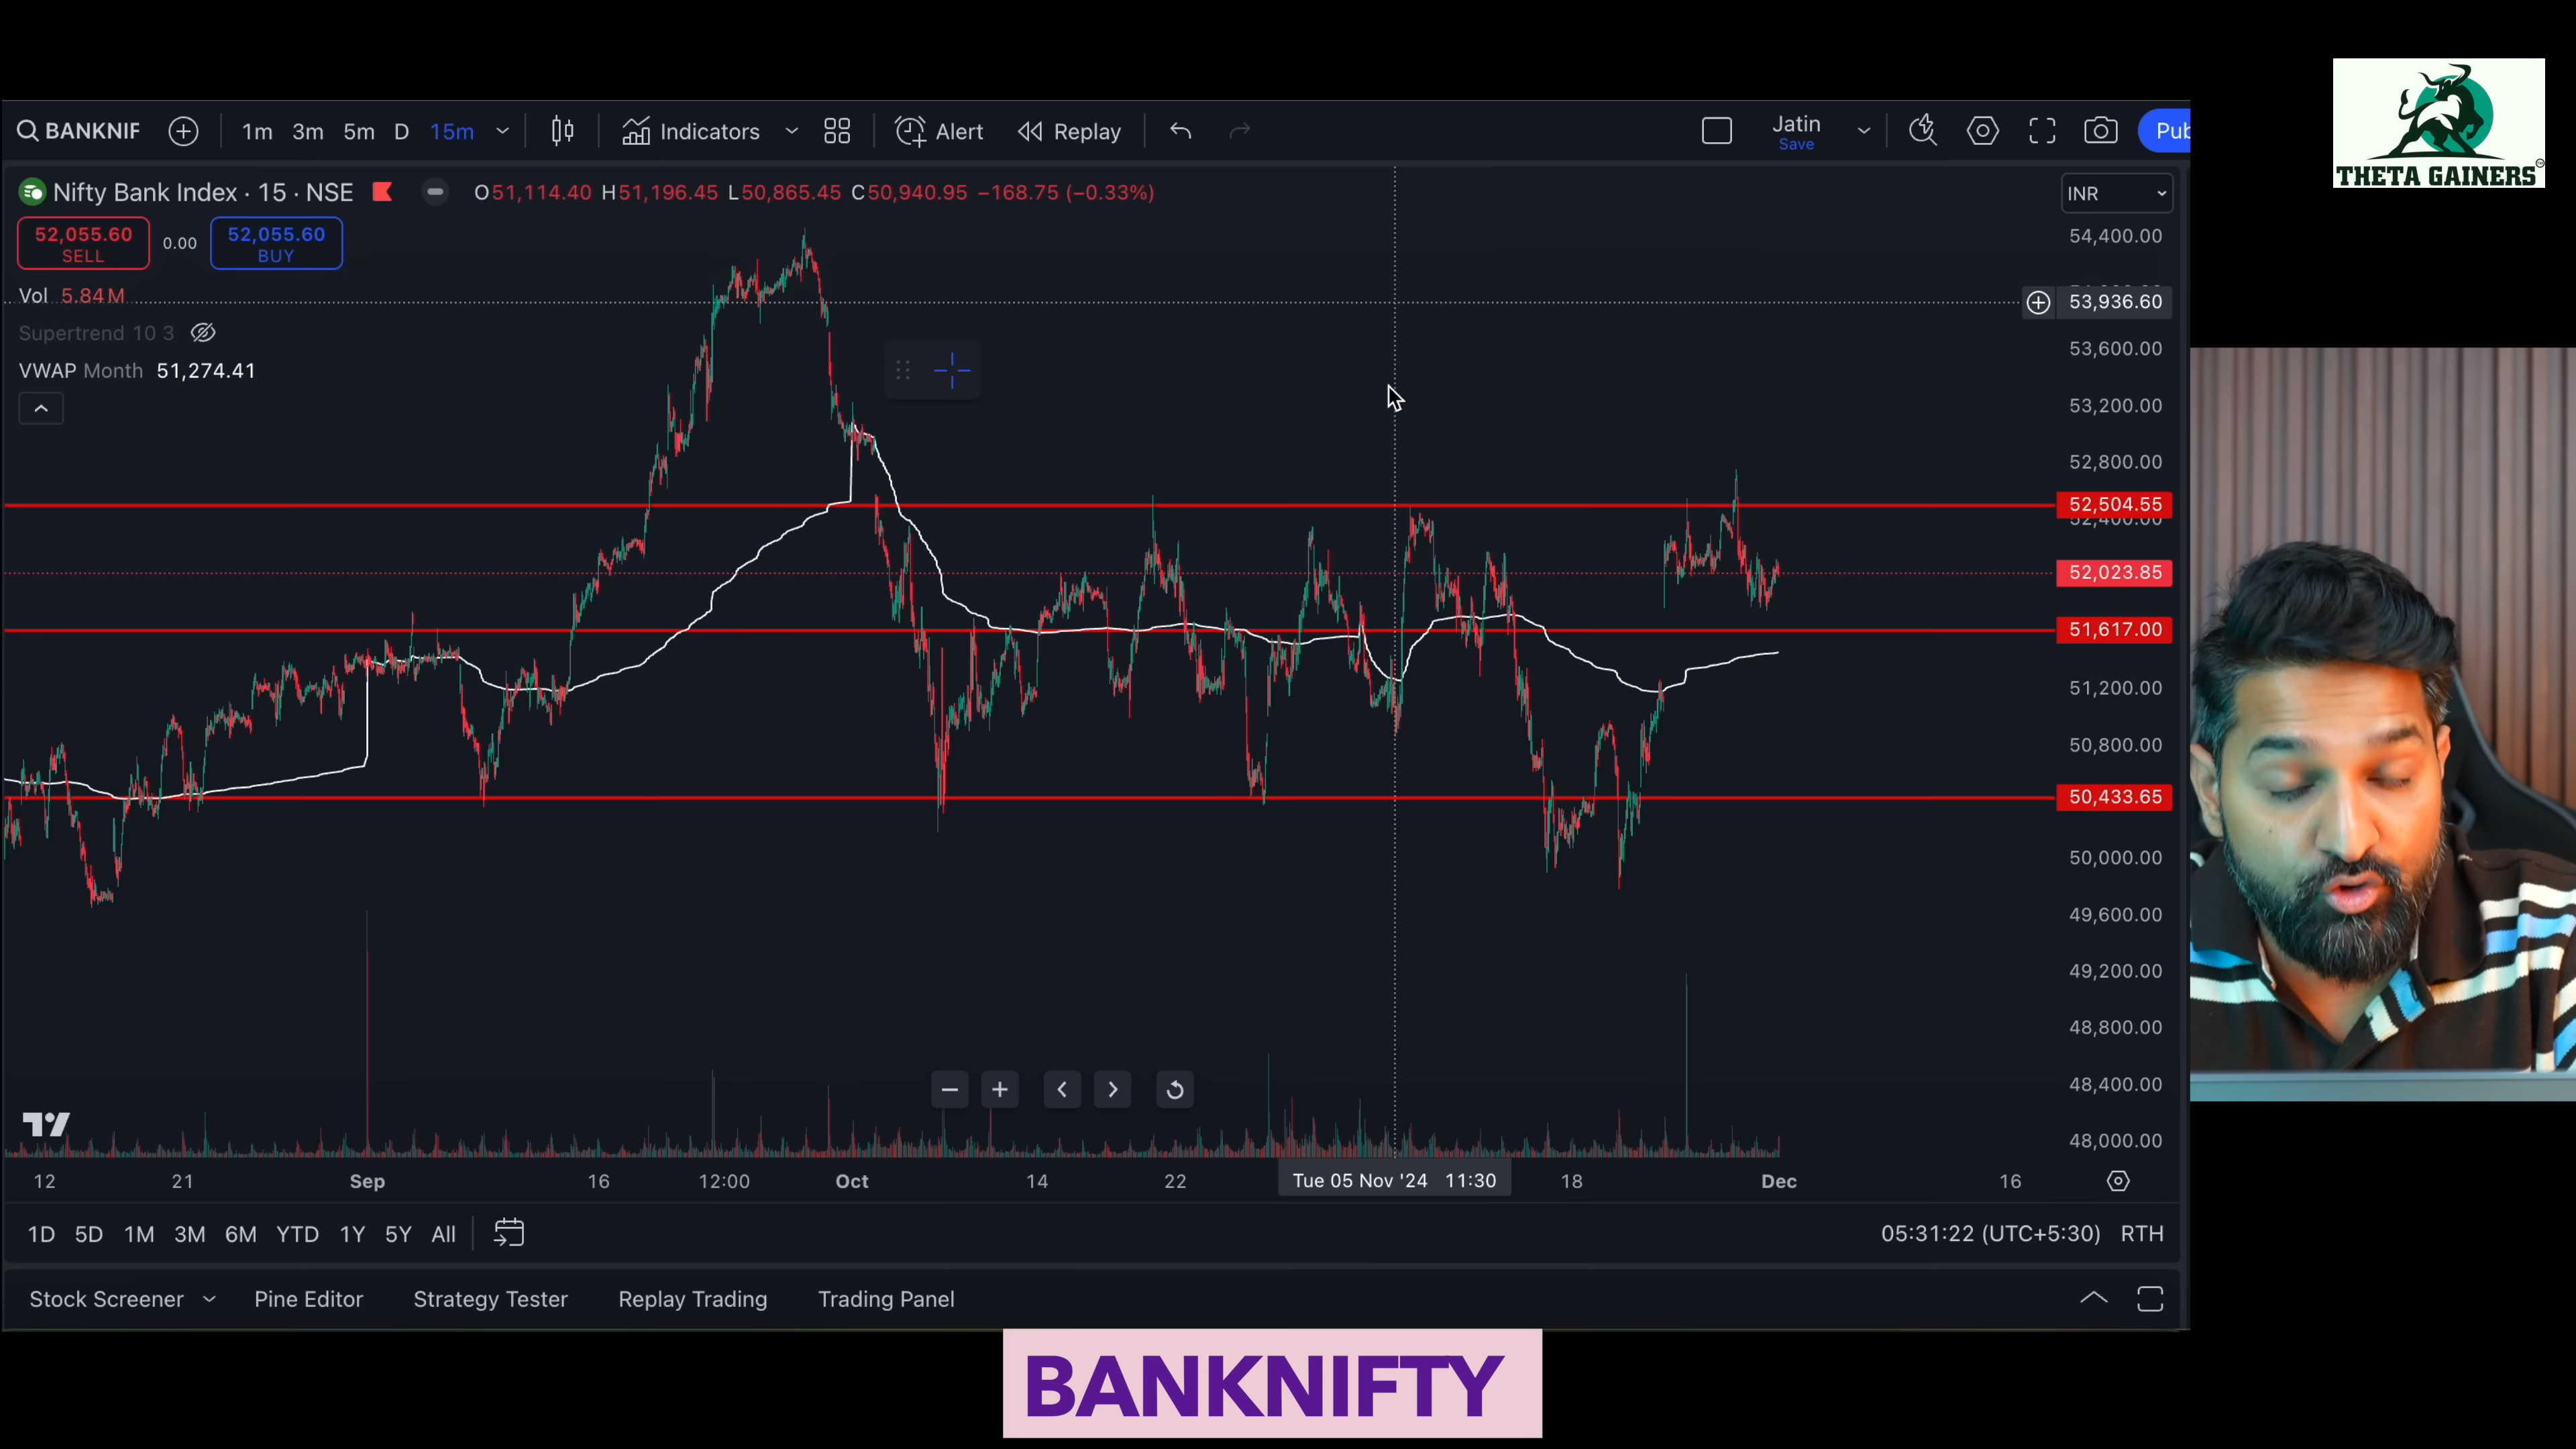 THETA GAINERS
BANKNIF 1m 3m 5m D 15m Indicators Alert Replay Jatin Save Pub
Nifty Bank Index · 15 · NSE O51,114.40 H51,196.45 L50,865.45 C50,940.95 −168.75 (−0.33%)
INR
52,055.60 SELL 0.00 52,055.60 BUY
Vol 5.84 M
Supertrend 10 3
VWAP Month 51,274.41
54,400.00
53,936.60
53,600.00
53,200.00
52,800.00
52,504.55
52,400.00
52,023.85
51,617.00
51,200.00
50,800.00
50,433.65
50,000.00
49,600.00
49,200.00
48,800.00
48,400.00
48,000.00
12 21 Sep 16 12:00 Oct 14 22 Tue 05 Nov '24 11:30 18 Dec 16
1D 5D 1M 3M 6M YTD 1Y 5Y All 05:31:22 (UTC+5:30) RTH
Stock Screener Pine Editor Strategy Tester Replay Trading Trading Panel
BANKNIFTY